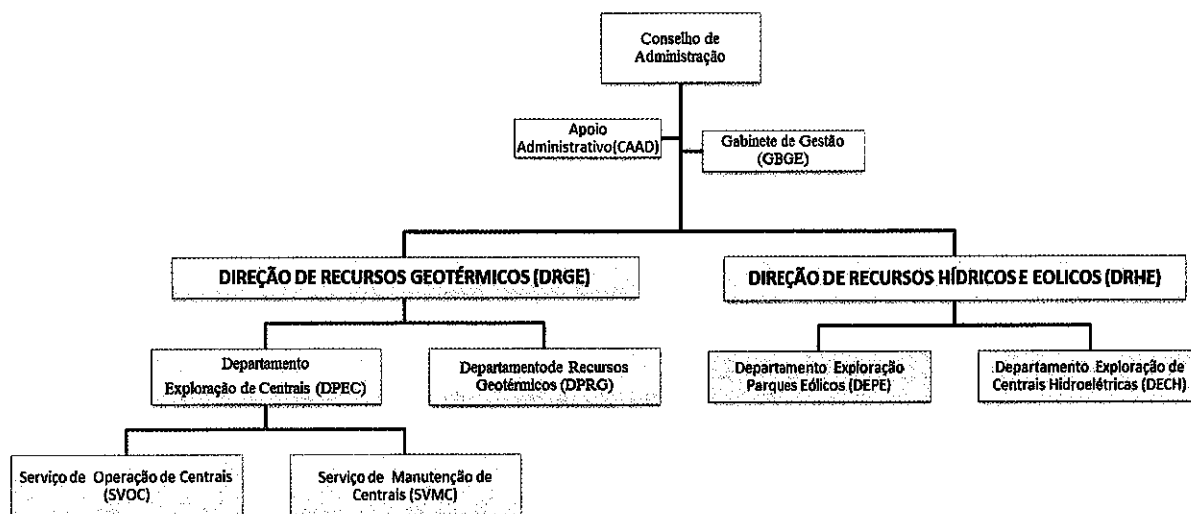 Conselho de
Administração
Apoio
Administrativo(CAAD)
Gabinete de Gestão
(GBGE)
DIREÇÃO DE RECURSOS GEOTÉRMICOS (DRGE)
DIREÇÃO DE RECURSOS HÍDRICOS E EOLICOS (DRHE)
Departamento
Exploração de Centrais (DPEC)
Departamentode Recursos
Geotérmicos (DPRG)
Departamento Exploração
Parques Eólicos (DEPE)
Departamento Exploração de
Centrais Hidroelétricas (DECH)
Serviço de Operação de Centrais
(SVOC)
Serviço de Manutenção de
Centrais (SVMC)